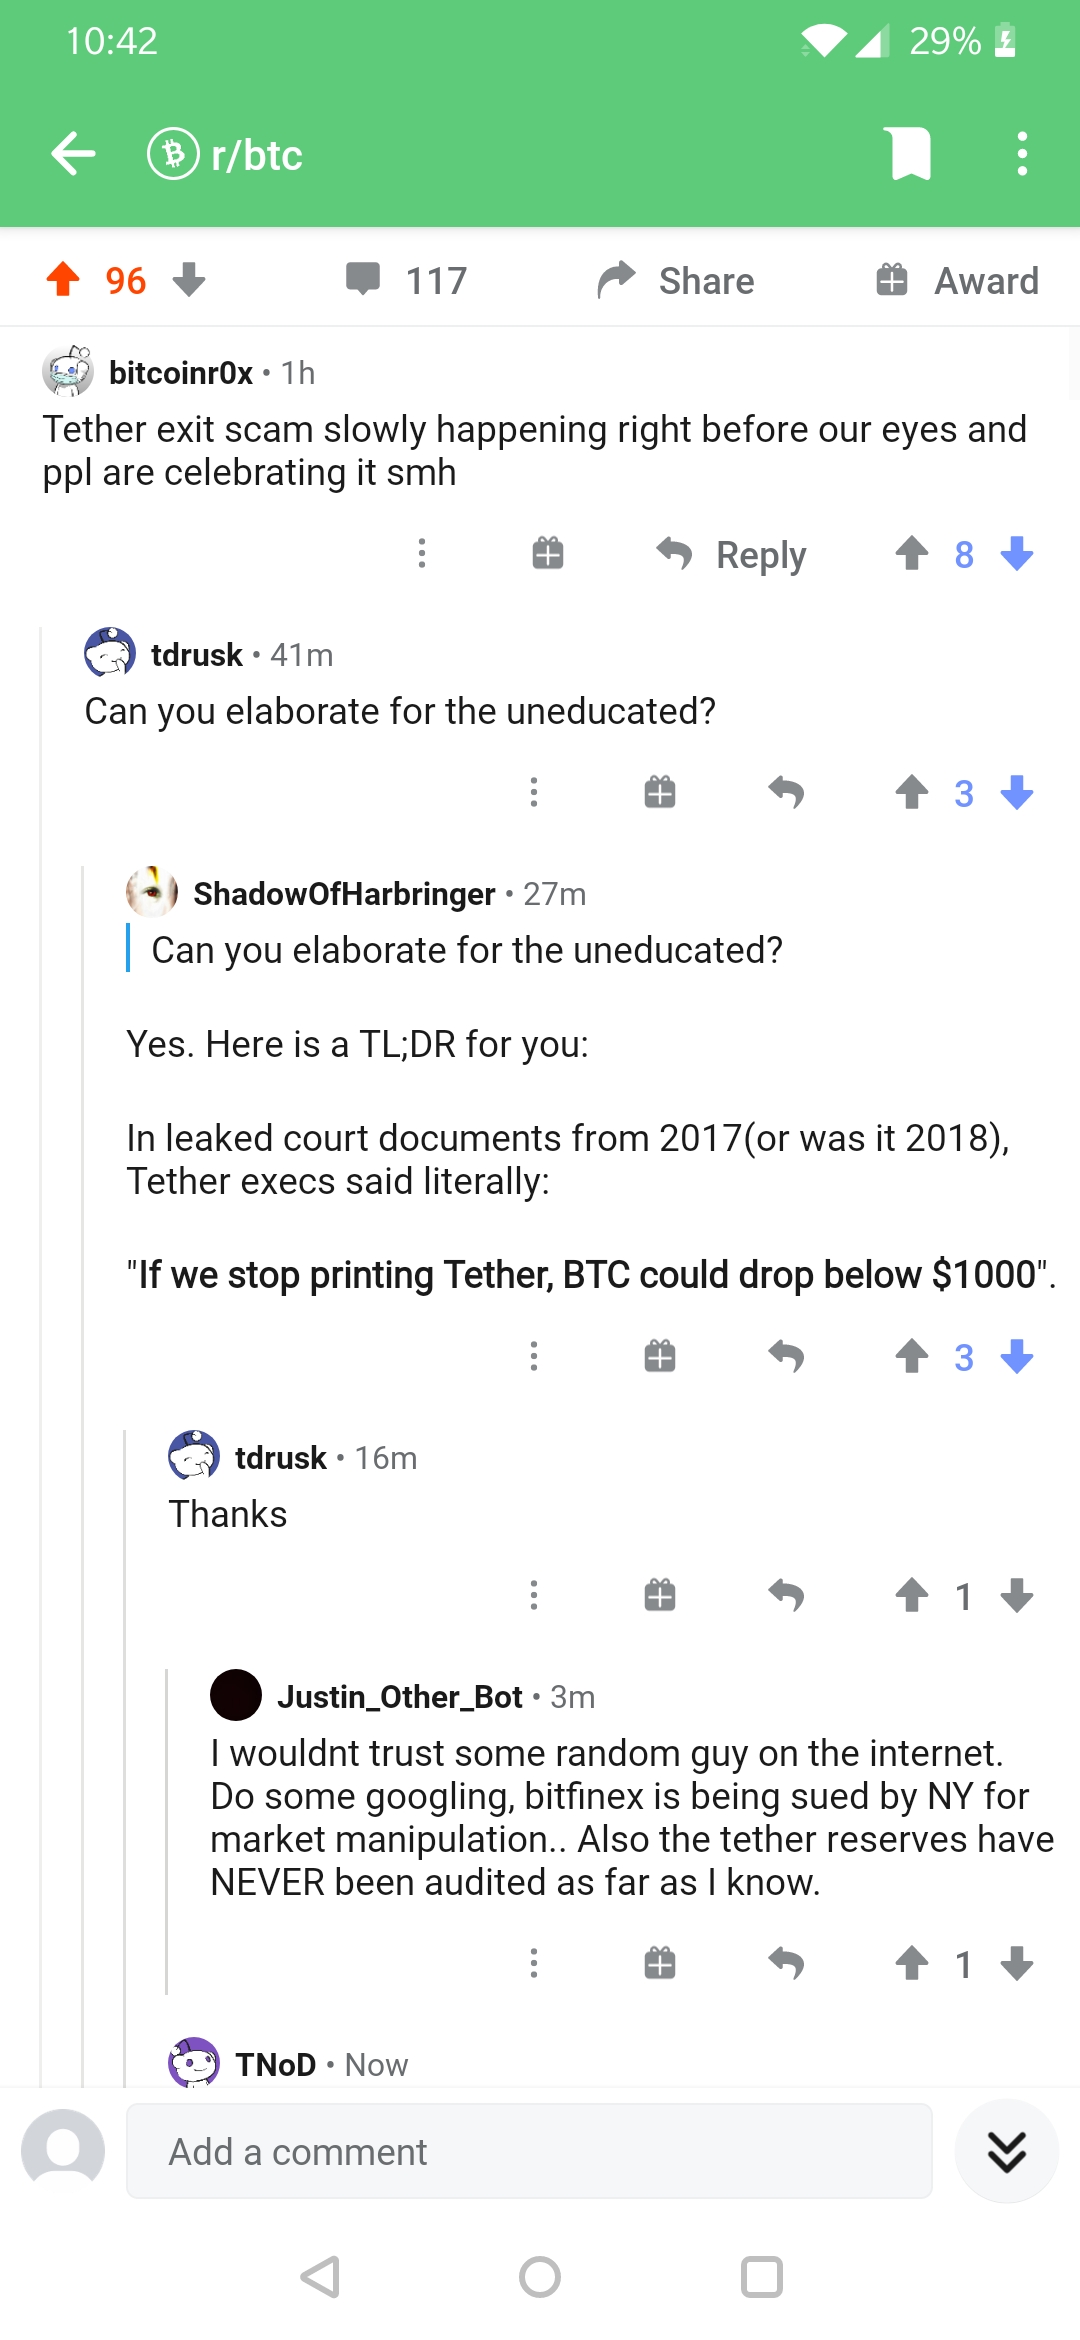 10:42
29%
r/btc
96
117
Share
Award
bitcoinr0x • 1h
Tether exit scam slowly happening right before our eyes and
ppl are celebrating it smh
Reply
8
tdrusk • 41m
Can you elaborate for the uneducated?
3
ShadowOfHarbringer • 27m
Can you elaborate for the uneducated?
Yes. Here is a TL;DR for you:
In leaked court documents from 2017(or was it 2018),
Tether execs said literally:
"If we stop printing Tether, BTC could drop below $1000".
3
tdrusk • 16m
Thanks
1
Justin_Other_Bot • 3m
I wouldnt trust some random guy on the internet.
Do some googling, bitfinex is being sued by NY for
market manipulation.. Also the tether reserves have
NEVER been audited as far as I know.
1
TNoD • Now
Add a comment